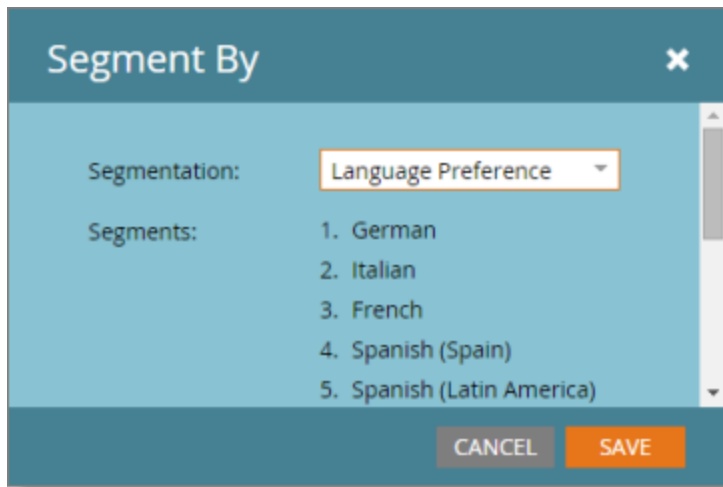 Segment By
Segmentation: Language Preference
Segments: 1. German
2. Italian
3. French
4. Spanish (Spain)
5. Spanish (Latin America)
CANCEL SAVE